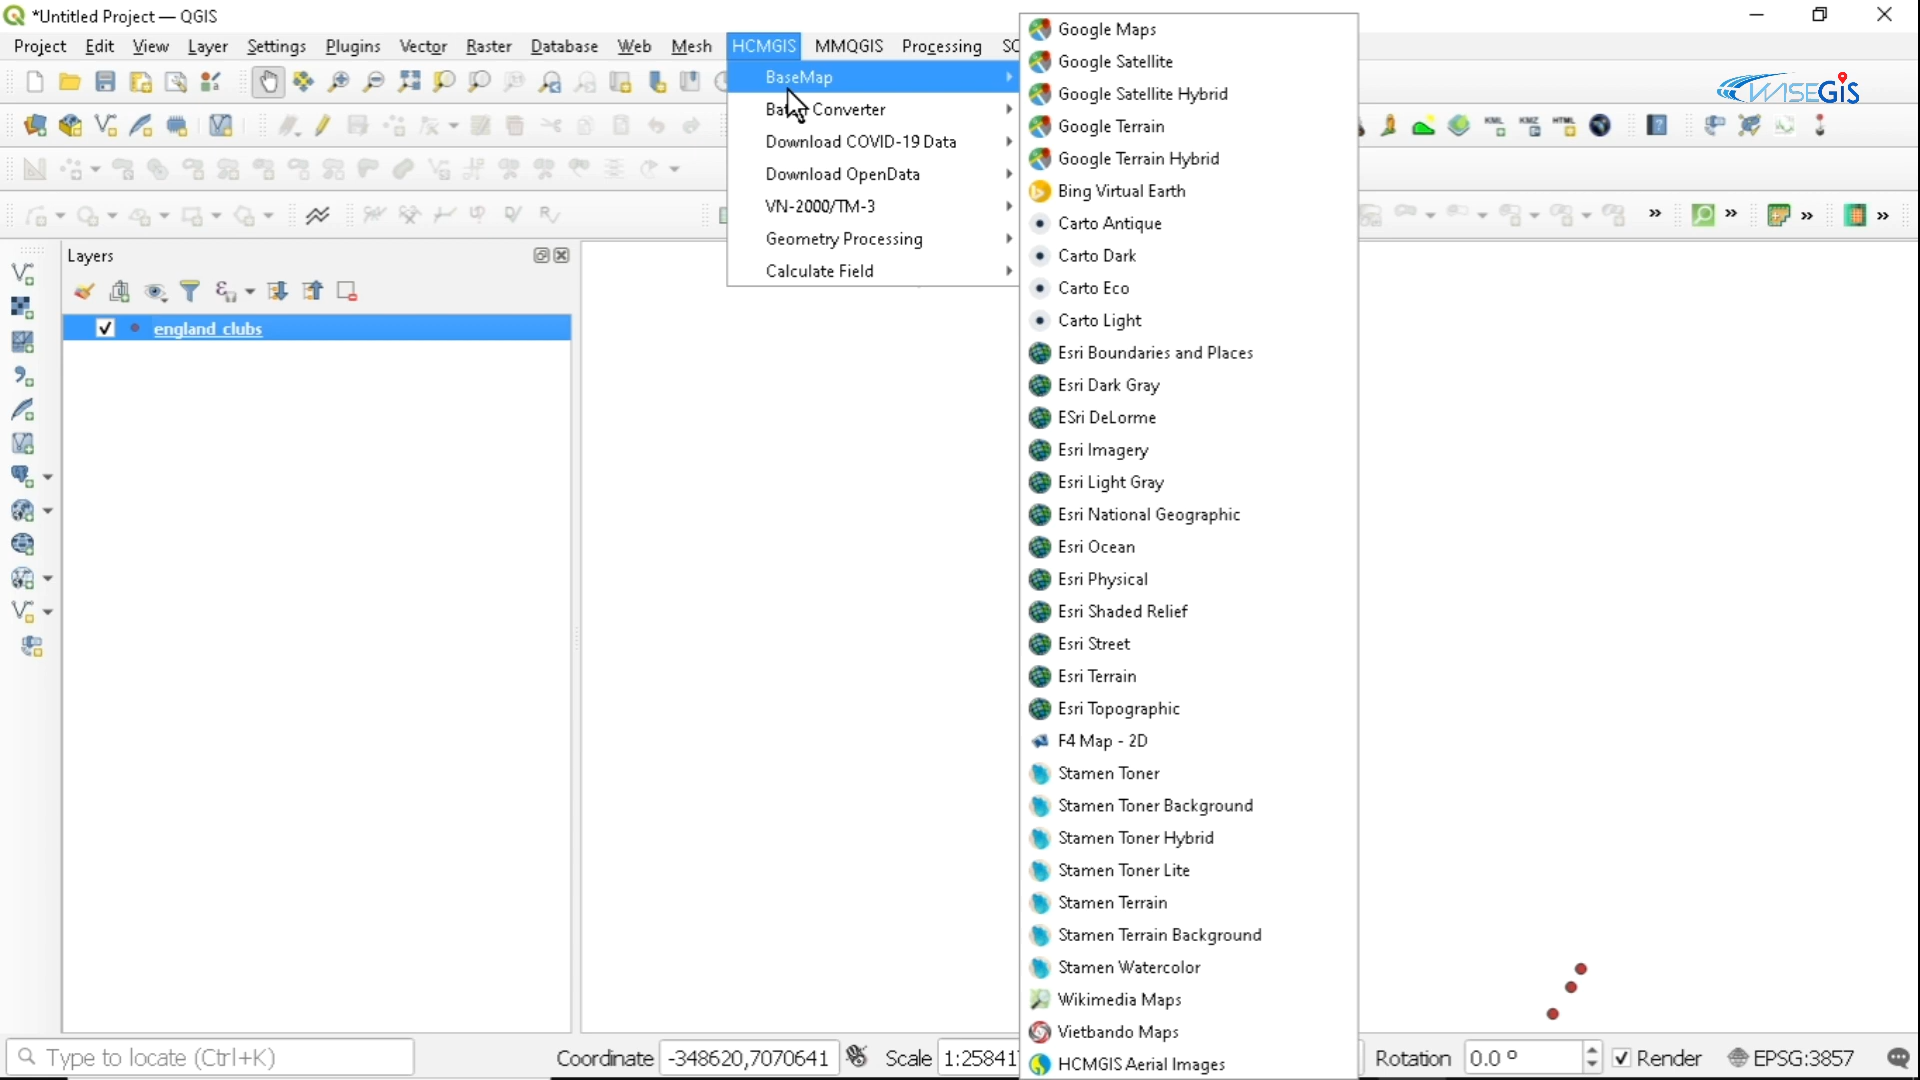 *Untitled Project — QGIS
Project Edit View Layer Settings Plugins Vector Raster Database Web Mesh HCMGIS MMQGIS Processing
WISEGIS
BaseMap
Batch Converter
Download COVID-19 Data
Download OpenData
VN-2000/TM-3
Geometry Processing
Calculate Field
Google Maps
Google Satellite
Google Satellite Hybrid
Google Terrain
Google Terrain Hybrid
Bing Virtual Earth
Carto Antique
Carto Dark
Carto Eco
Carto Light
Esri Boundaries and Places
Esri Dark Gray
ESri DeLorme
Esri Imagery
Esri Light Gray
Esri National Geographic
Esri Ocean
Esri Physical
Esri Shaded Relief
Esri Street
Esri Terrain
Esri Topographic
F4 Map - 2D
Stamen Toner
Stamen Toner Background
Stamen Toner Hybrid
Stamen Toner Lite
Stamen Terrain
Stamen Terrain Background
Stamen Watercolor
Wikimedia Maps
Vietbando Maps
HCMGIS Aerial Images
KML KMZ HTML
Layers
england clubs
Type to locate (Ctrl+K)
Coordinate -348620,7070641 Scale 1:25841 Rotation 0.0 ° Render EPSG:3857